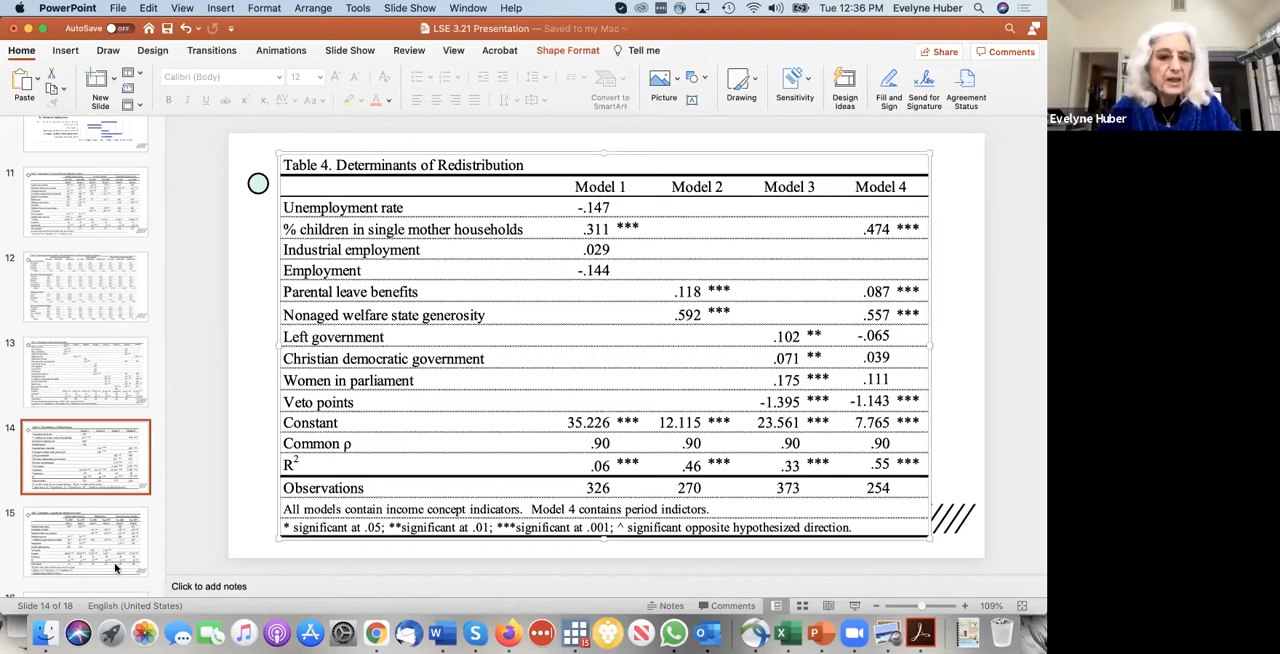 PowerPoint File Edit View Insert Format Arrange Tools Slide Show Window Help Tue 12:36 PM Evelyne Huber
AutoSave OFF LSE 3.21 Presentation — Saved to my Mac
Home Insert Draw Design Transitions Animations Slide Show Review View Acrobat Shape Format Tell me Share Comments
Calibri (Body) 12
Paste New Slide Convert to SmartArt Picture Drawing Sensitivity Design Ideas Fill and Sign Send for Signature Agreement Status
Evelyne Huber
11
12
13
14
15
Table 4. Determinants of Redistribution
Model 1 Model 2 Model 3 Model 4
Unemployment rate -.147
% children in single mother households .311 *** .474 ***
Industrial employment .029
Employment -.144
Parental leave benefits .118 *** .087 ***
Nonaged welfare state generosity .592 *** .557 ***
Left government .102 ** -.065
Christian democratic government .071 ** .039
Women in parliament .175 *** .111
Veto points -1.395 *** -1.143 ***
Constant 35.226 *** 12.115 *** *** 7.765 ***
Common ρ .90 .90 .90 .90
R² .06 *** .46 *** .33 *** .55 ***
Observations 326 270 373 254
All models contain income concept Model 4 contains period indictors.
* significant at .05; **significant at .01; ***significant at .001; ^ significant opposite hypothesized direction.
Click to add notes
Slide 14 of 18 English (United States) Notes Comments 109%